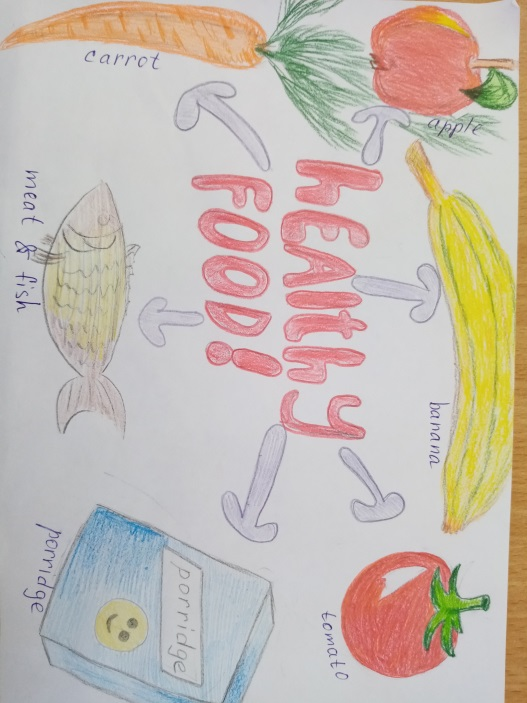 carrot
apple
healthy
FOOD!
banana
meat & fish
tomato
porridge
porridge